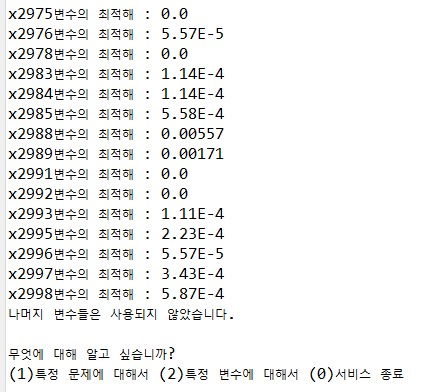 x2975변수의 최적해 : 0.0
x2976변수의 최적해 : 5.57E-5
x2978변수의 최적해 : 0.0
x2983변수의 최적해 : 1.14E-4
x2984변수의 최적해 : 1.14E-4
x2985변수의 최적해 : 5.58E-4
x2988변수의 최적해 : 0.00557
x2989변수의 최적해 : 0.00171
x2991변수의 최적해 : 0.0
x2992변수의 최적해 : 0.0
x2993변수의 최적해 : 1.11E-4
x2995변수의 최적해 : 2.23E-4
x2996변수의 최적해 : 5.57E-5
x2997변수의 최적해 : 3.43E-4
x2998변수의 최적해 : 5.87E-4
나머지 변수들은 사용되지 않았습니다.
무엇에 대해 알고 싶습니까?
(1)특정 문제에 대해서 (2)특정 변수에 대해서 (0)서비스 종료